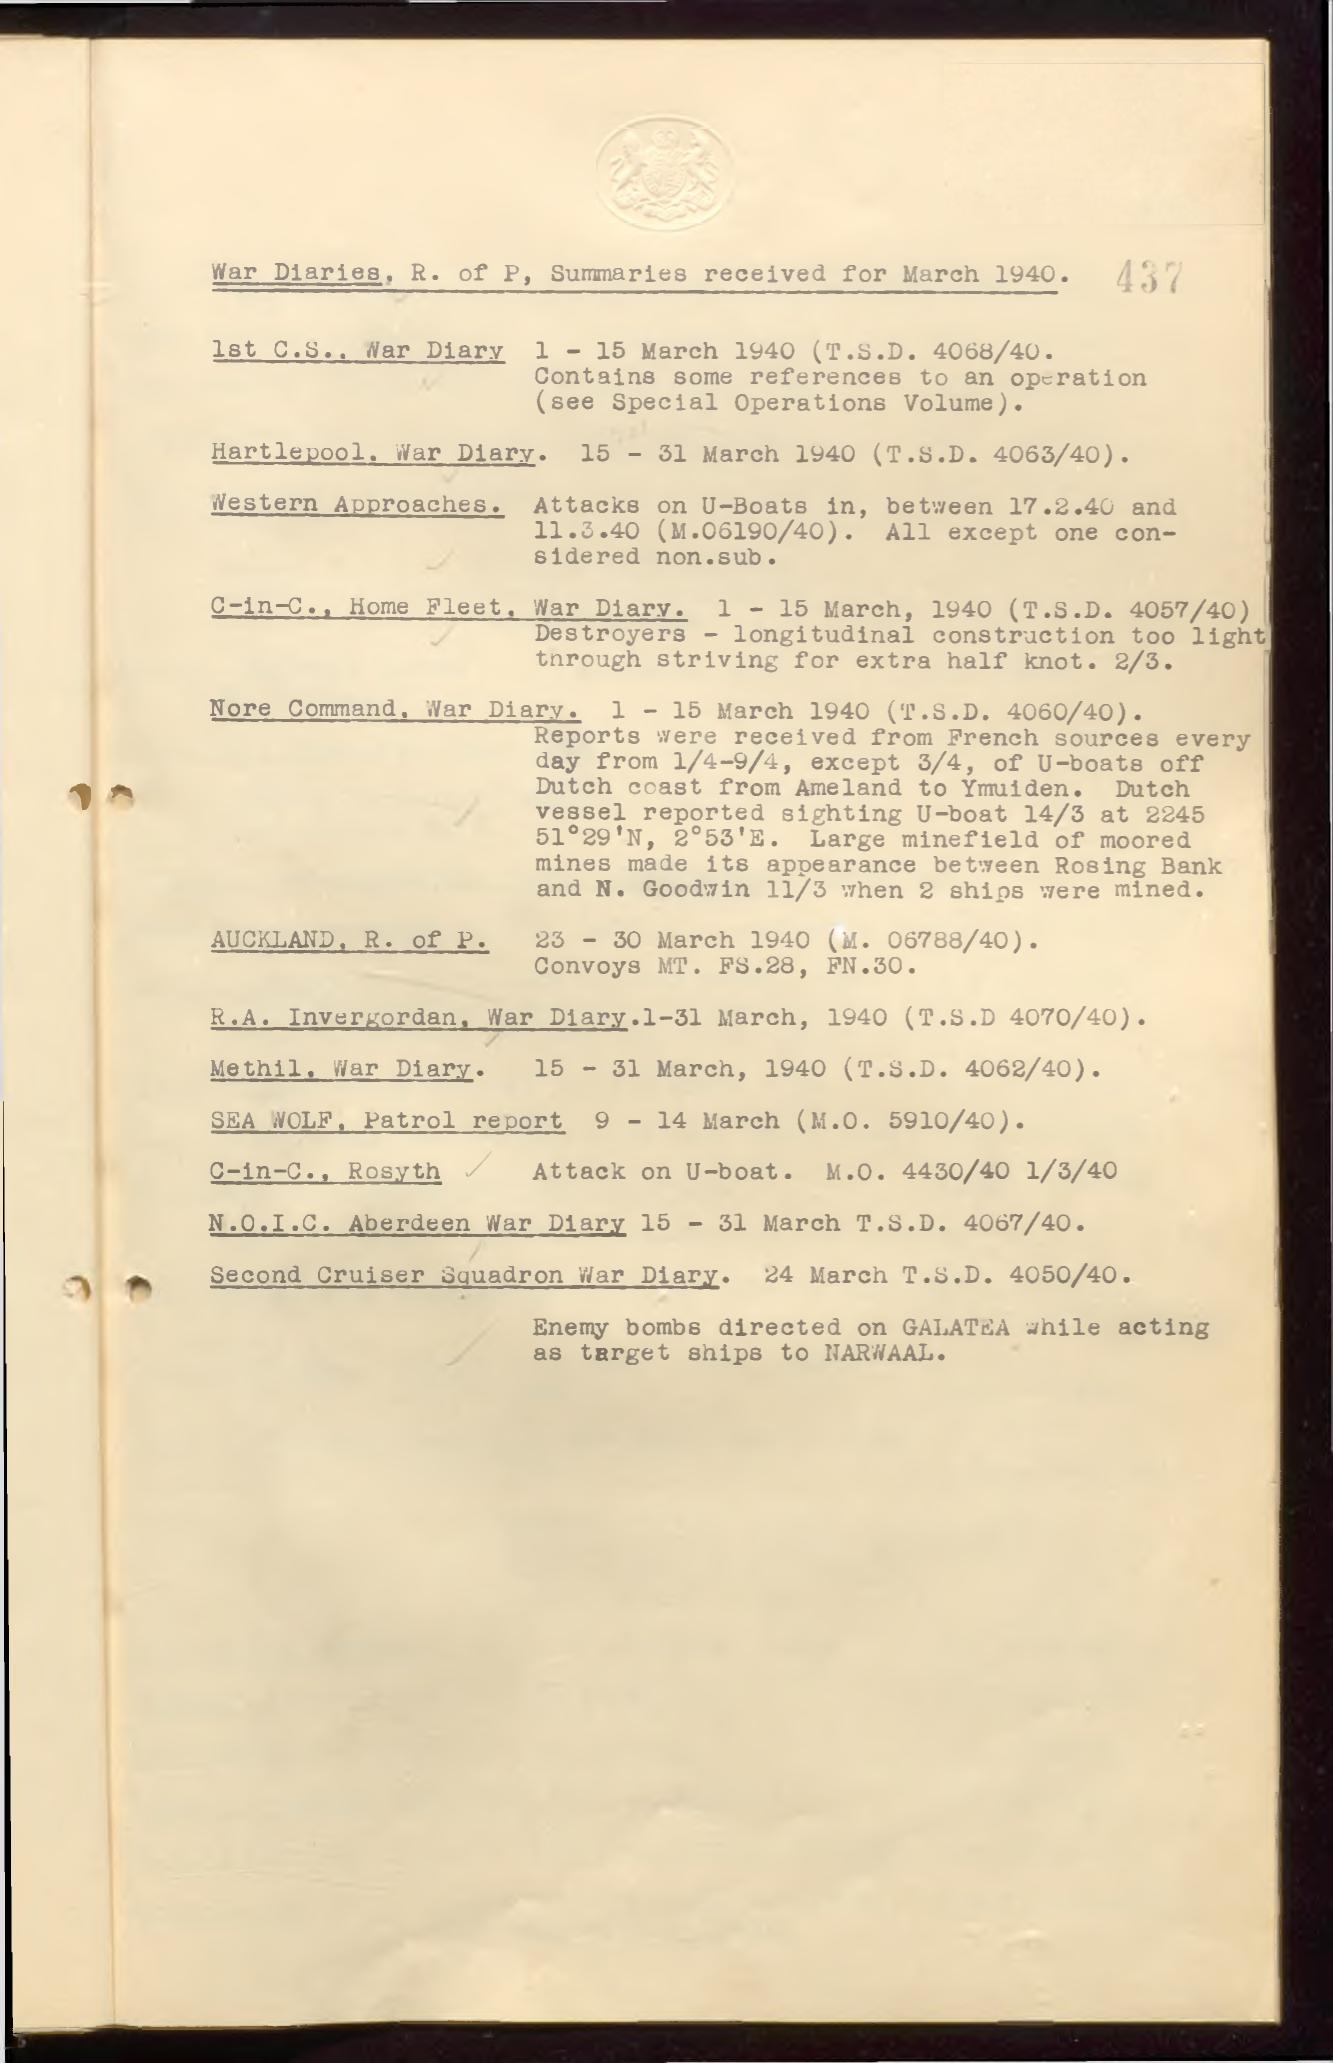 War Diaries, R. of P, Summaries received for March 1940. 437
1st C.S., War Diary 1 - 15 March 1940 (T.S.D. 4068/40.
Contains some references to an operation
(see Special Operations Volume).
Hartlepool, War Diary. 15 - 31 March 1940 (T.S.D. 4063/40).
Western Approaches. Attacks on U-Boats in, between 17.2.40 and
11.3.40 (M.06190/40). All except one con-
sidered non.sub.
C-in-C., Home Fleet, War Diary. 1 - 15 March, 1940 (T.S.D. 4057/40)
Destroyers - longitudinal construction too light
through striving for extra half knot. 2/3.
Nore Command, War Diary. 1 - 15 March 1940 (T.S.D. 4060/40).
Reports were received from French sources every
day from 1/4-9/4, except 3/4, of U-boats off
Dutch coast from Ameland to Ymuiden. Dutch
vessel reported sighting U-boat 14/3 at 2245
51°29'N, 2°53'E. Large minefield of moored
mines made its appearance between Rosing Bank
and N. Goodwin 11/3 when 2 ships were mined.
AUCKLAND, R. of P. 23 - 30 March 1940 (M. 06788/40).
Convoys MT. FS.28, FN.30.
R.A. Invergordan, War Diary.1-31 March, 1940 (T.S.D 4070/40).
Methil, War Diary. 15 - 31 March, 1940 (T.S.D. 4062/40).
SEA WOLF, Patrol report 9 - 14 March (M.O. 5910/40).
C-in-C., Rosyth Attack on U-boat. M.O. 4430/40 1/3/40
N.O.I.C. Aberdeen War Diary 15 - 31 March T.S.D. 4067/40.
Second Cruiser Squadron War Diary. 24 March T.S.D. 4050/40.
Enemy bombs directed on GALATEA while acting
as target ships to NARWAAL.